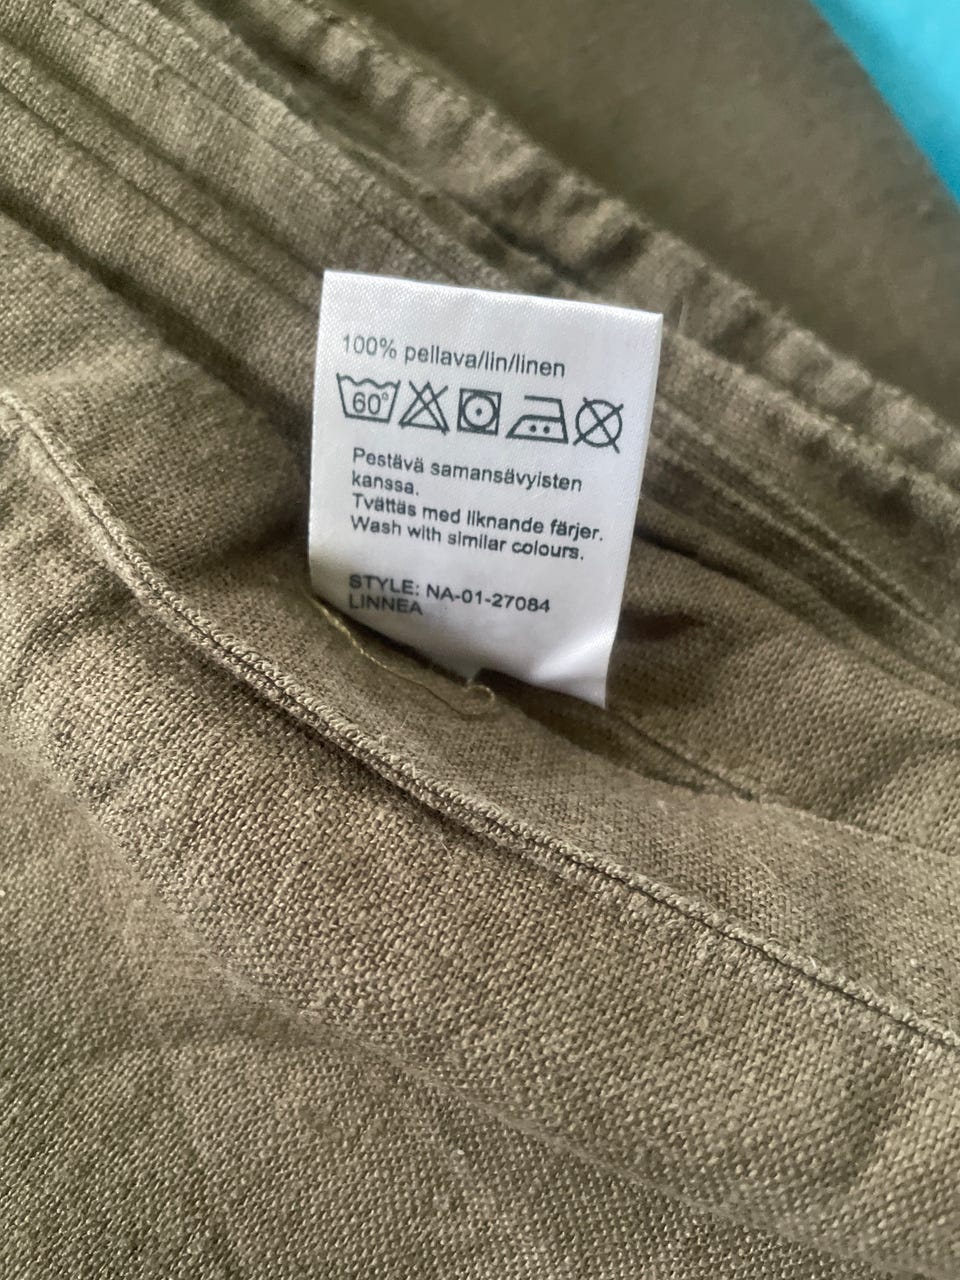 100% pellava/lin/linen
60°
Pestävä samansävyisten
kanssa.
Tvättäs med liknande färjer.
Wash with similar colours.
STYLE: NA-01-27084
LINNEA